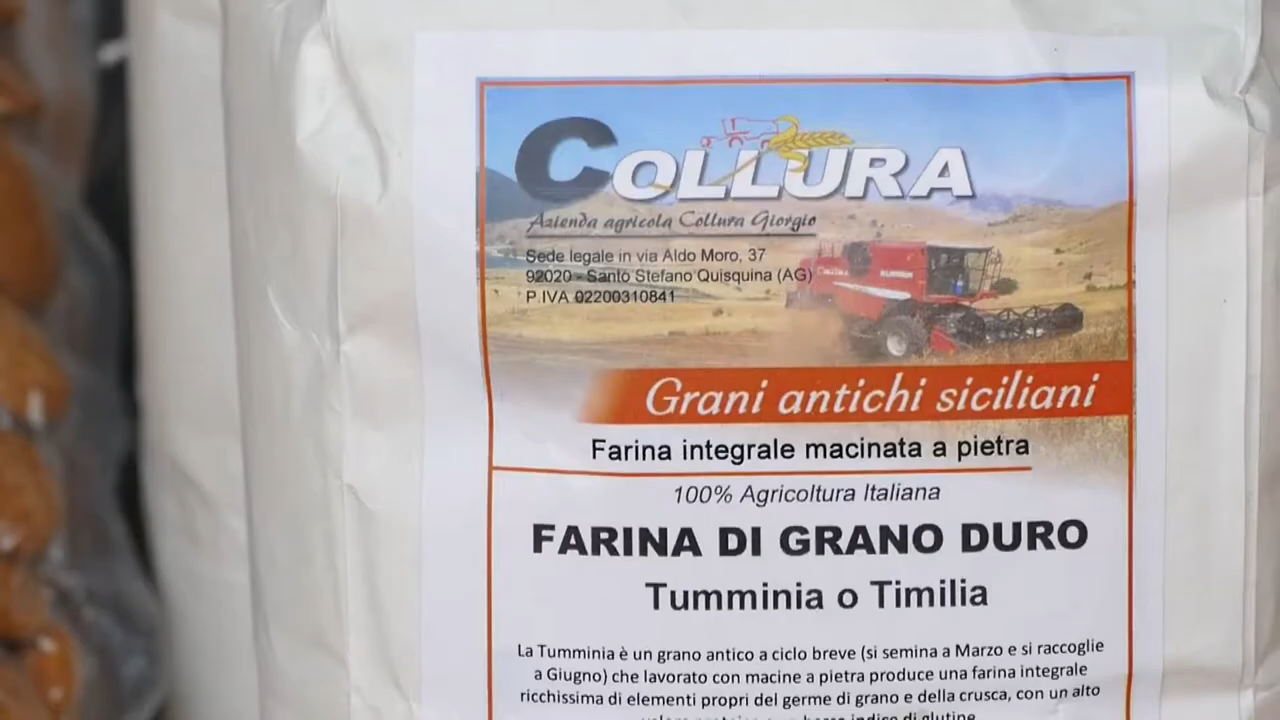 COLLURA
Azienda agricola Collura Giorgio
Sede legale in via Aldo Moro, 37
92020 - Santo Stefano Quisquina (AG)
P.IVA 02200310841
Grani antichi siciliani
Farina integrale macinata a pietra
100% Agricoltura Italiana
FARINA DI GRANO DURO
Tumminia o Timilia
La Tumminia è un grano antico a ciclo breve (si semina a Marzo e si raccoglie
a Giugno) che lavorato con macine a pietra produce una farina integrale
ricchissima di elementi propri del germe di grano e della crusca, con un alto
indice di glutine